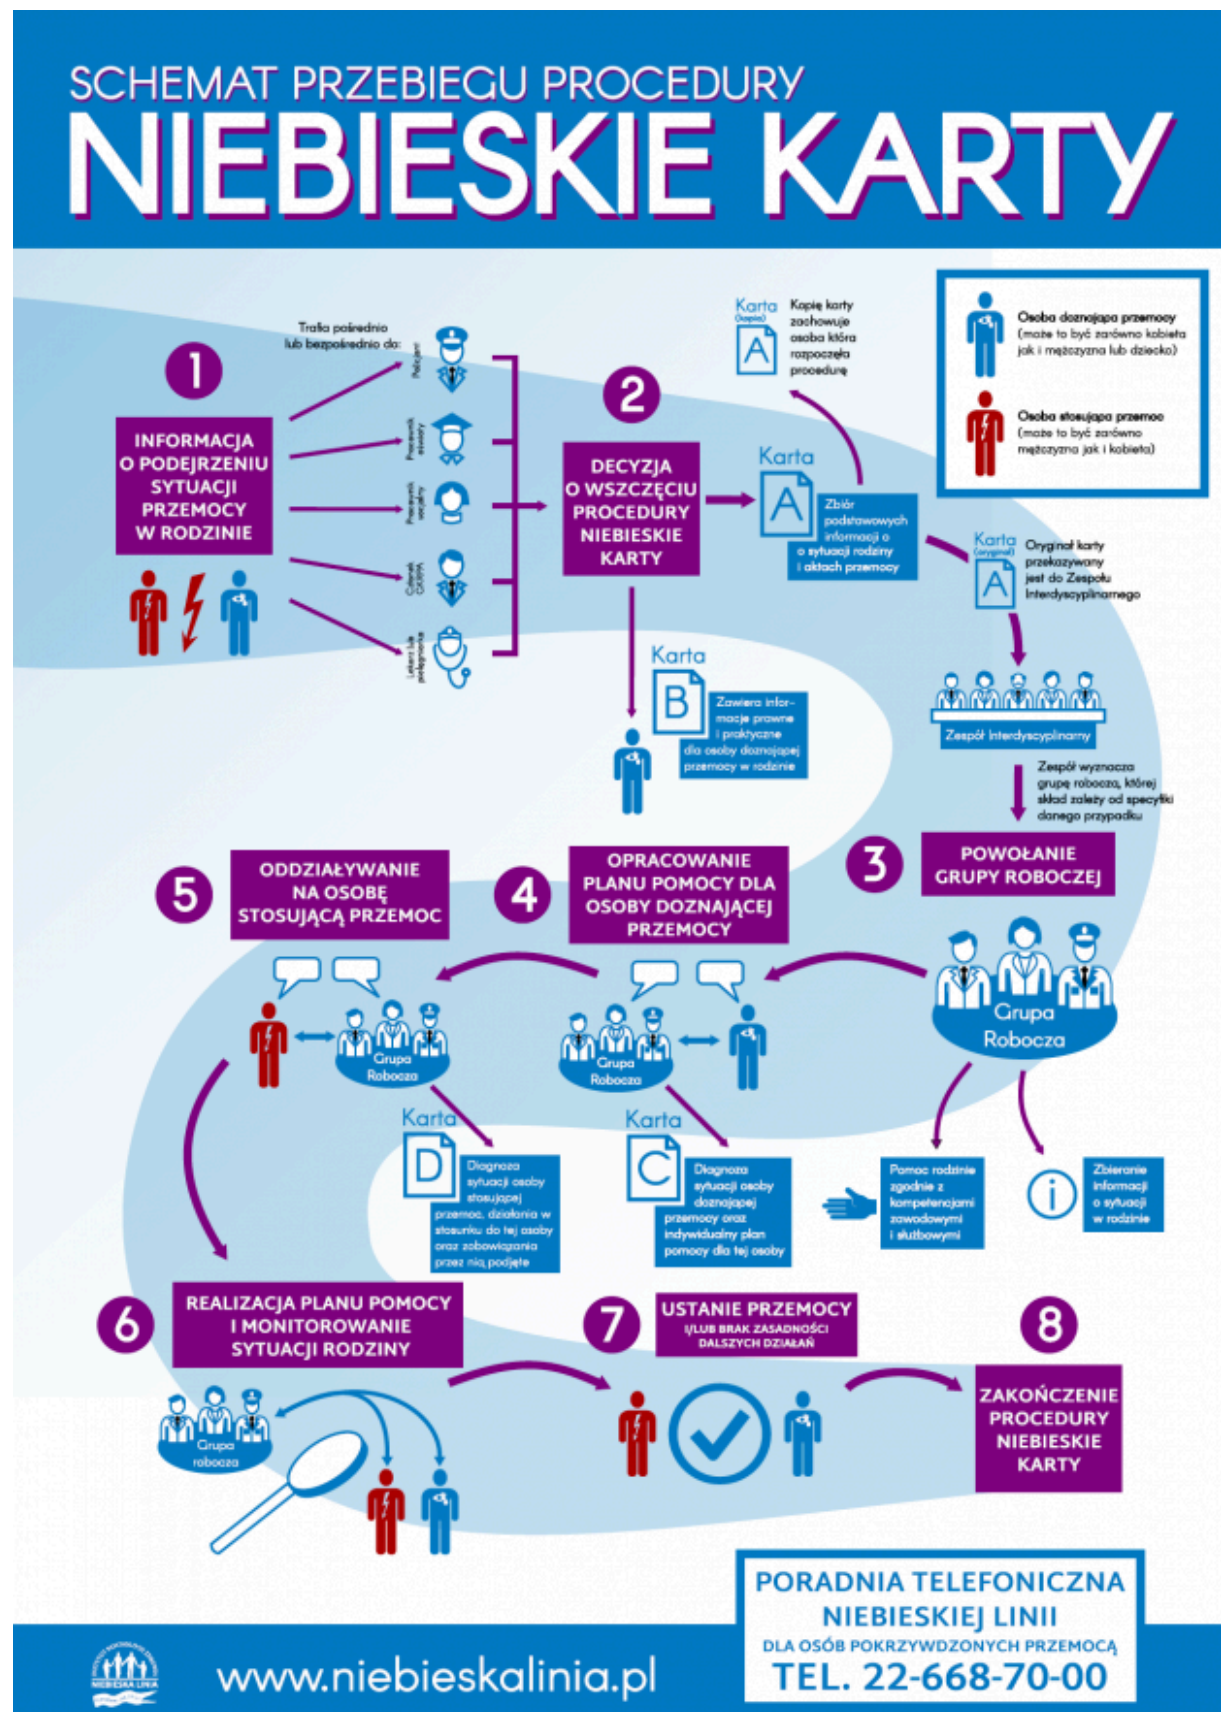 SCHEMAT PRZEBIEGU PROCEDURY
NIEBIESKIE KARTY
Osoba doznająpa przemocy
(może to być zarówno kobieta
jak i mężczyzna lub dziecko)
Osoba stosująpa przemoc
(może to być zarówno
mężczyzna jak i kobieta)
1
INFORMACJA
O PODEJRZENIU
SYTUACJI
PRZEMOCY
W RODZINIE
Trafia pośrednio
lub bezpośrednio do:
Policjant
Pracownik
oświaty
Pracownik
socjalny
Członek
GKRPA
Lekarz lub
pielęgniarka
2
DECYZJA
O WSZCZĘCIU
PROCEDURY
NIEBIESKIE
KARTY
Karta
(kopia)
A
Kopię karty
zachowuje
osoba która
rozpoczęła
procedurę
Karta
A
Zbiór
podstawowych
informacji o
o sytuacji rodziny
i aktach przemocy
Karta
(oryginał)
A
Oryginał karty
przekazywany
jest do Zespołu
Interdyscyplinarnego
Karta
B
Zawiera infor-
macje prawne
i praktyczne
dla osoby doznającej
przemocy w rodzinie
Zespół Interdyscyplinarny
Zespół wyznacza
grupę robocza, której
skład zależy od specyfiki
danego przypadku
3
POWOŁANIE
GRUPY ROBOCZEJ
Grupa
Robocza
Pomoc rodzinie
zgodnie z
kompetencjami
zawodowymi
i służbowymi
i
Zbieranie
informacji
o sytuacji
w rodzinie
4
OPRACOWANIE
PLANU POMOCY DLA
OSOBY DOZNAJĄCEJ
PRZEMOCY
Grupa
Robocza
Karta
C
Diagnoza
sytuacji osoby
doznającej
przemocy oraz
indywidualny plan
pomocy dla tej osoby
5
ODDZIAŁYWANIE
NA OSOBĘ
STOSUJĄCĄ PRZEMOC
Grupa
Robocza
Karta
D
Diagnoza
sytuacji osoby
stosującej
przemoc, działania w
stosunku do tej osoby
oraz zobowiązania
przez nią podjęte
6
REALIZACJA PLANU POMOCY
I MONITOROWANIE
SYTUACJI RODZINY
Grupa
robocza
7
USTANIE PRZEMOCY
I/LUB BRAK ZASADNOŚCI
DALSZYCH DZIAŁAŃ
8
ZAKOŃCZENIE
PROCEDURY
NIEBIESKIE
KARTY
PORADNIA TELEFONICZNA
NIEBIESKIEJ LINII
DLA OSÓB POKRZYWDZONYCH PRZEMOCĄ
TEL. 22-668-70-00
NIEBIESKA LINIA
www.niebieskalinia.pl